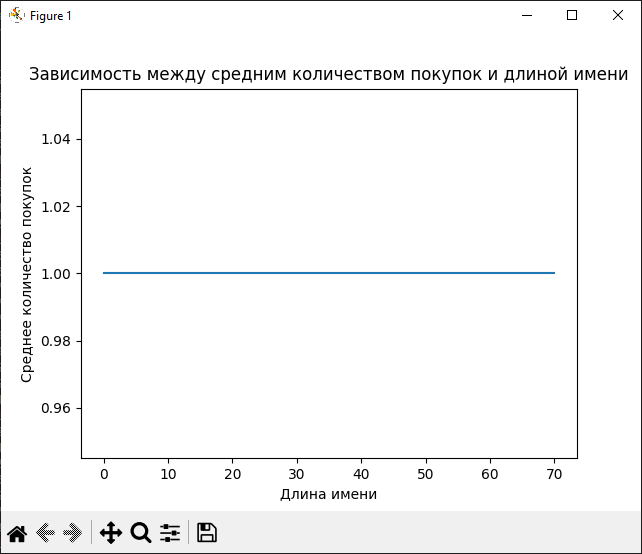 Figure 1
Зависимость между средним количеством покупок и длиной имени
1.04
1.02
1.00
0.98
0.96
Среднее количество покупок
0 10 20 30 40 50 60 70
Длина имени